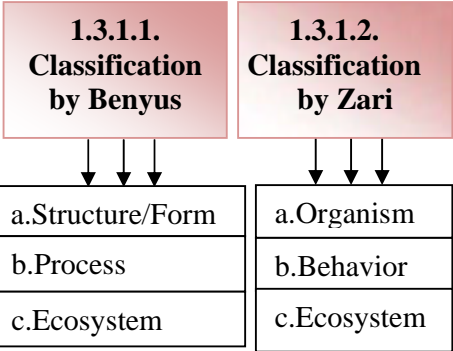 1.3.1.1.
Classification
by Benyus
1.3.1.2.
Classification
by Zari
a.Structure/Form
b.Process
c.Ecosystem
a.Organism
b.Behavior
c.Ecosystem